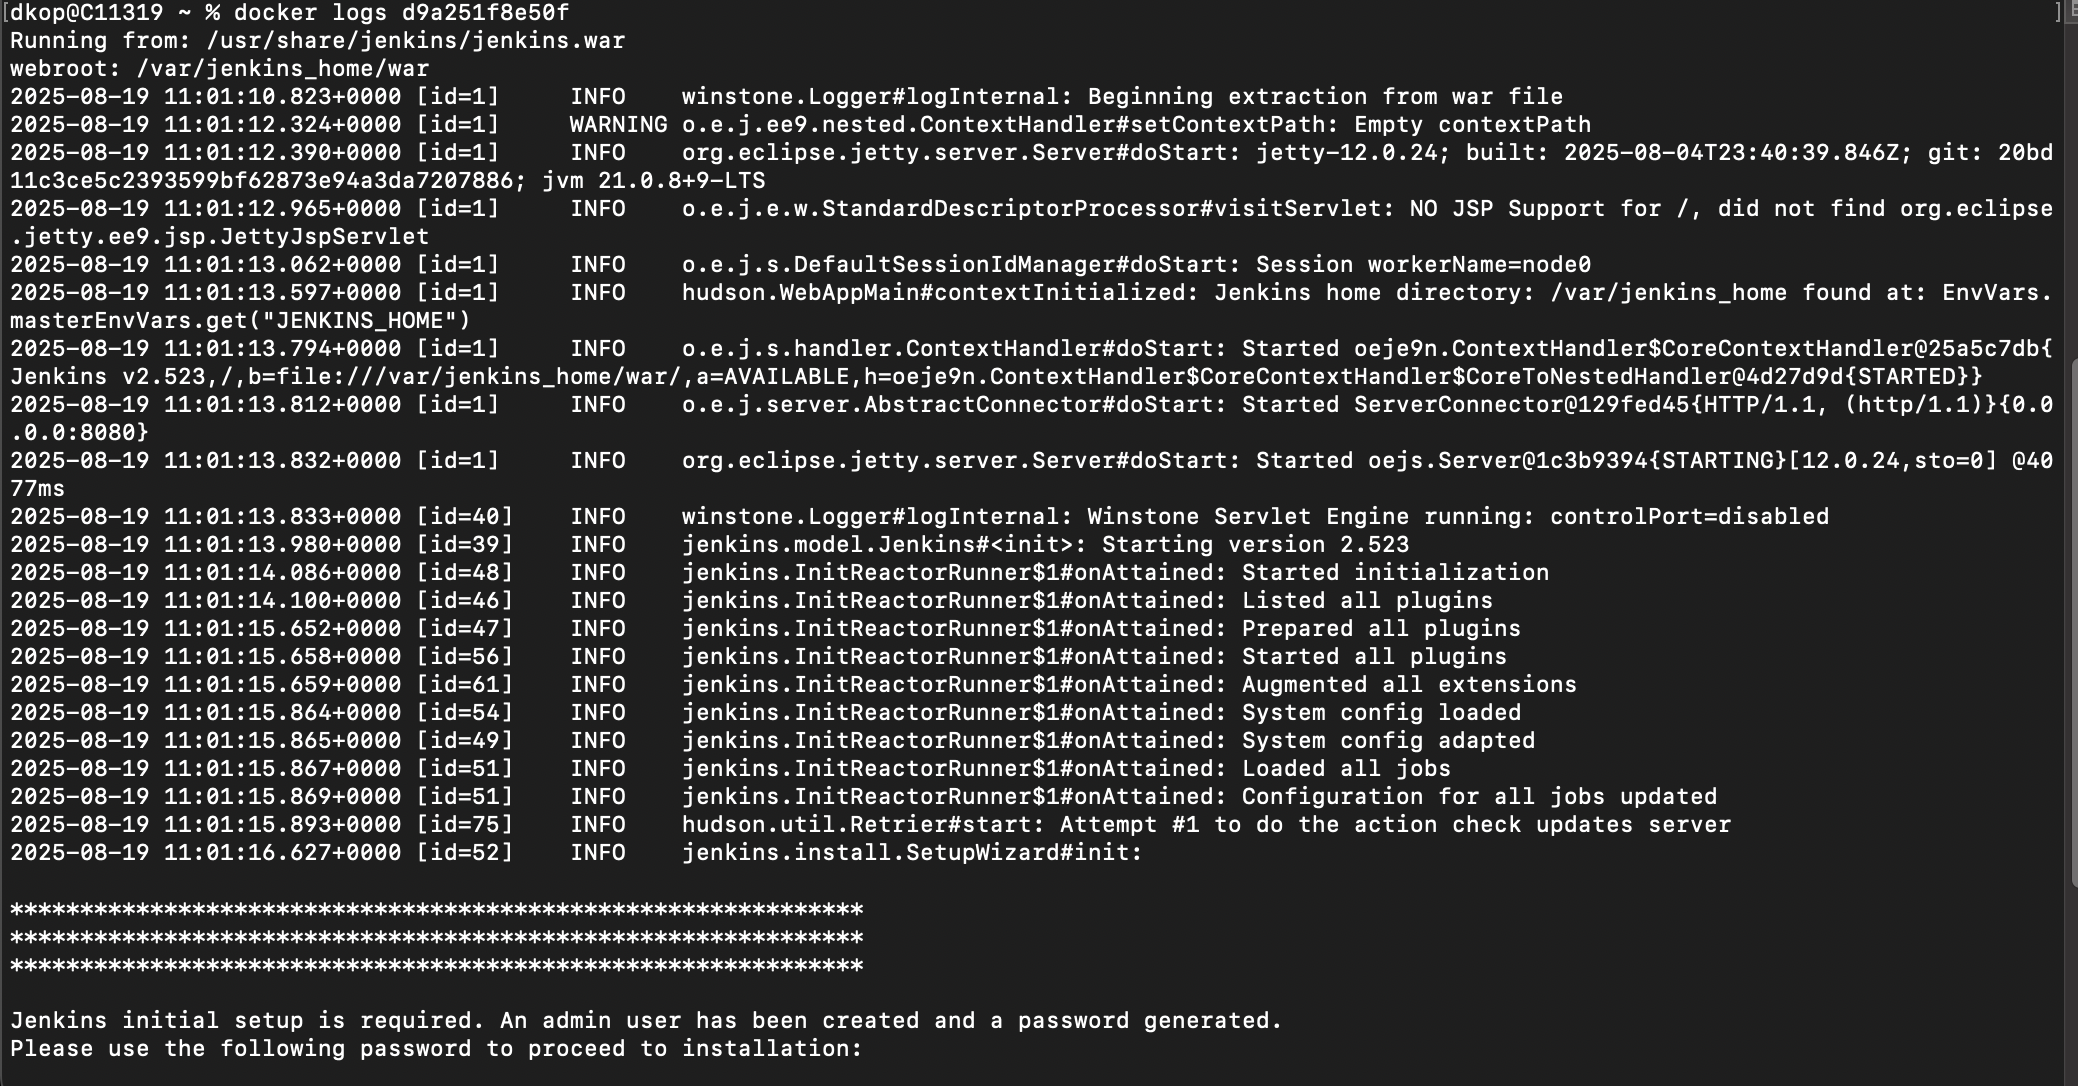 [dkop@C11319 ~ % docker logs d9a251f8e50f ]
Running from: /usr/share/jenkins/jenkins.war
webroot: /var/jenkins_home/war
2025-08-19 11:01:10.823+0000 [id=1]     INFO    winstone.Logger#logInternal: Beginning extraction from war file
2025-08-19 11:01:12.324+0000 [id=1]     WARNING o.e.j.ee9.nested.ContextHandler#setContextPath: Empty contextPath
2025-08-19 11:01:12.390+0000 [id=1]     INFO    org.eclipse.jetty.server.Server#doStart: jetty-12.0.24; built: 2025-08-04T23:40:39.846Z; git: 20bd
11c3ce5c2393599bf62873e94a3da7207886; jvm 21.0.8+9-LTS
2025-08-19 11:01:12.965+0000 [id=1]     INFO    o.e.j.e.w.StandardDescriptorProcessor#visitServlet: NO JSP Support for /, did not find org.eclipse
.jetty.ee9.jsp.JettyJspServlet
2025-08-19 11:01:13.062+0000 [id=1]     INFO    o.e.j.s.DefaultSessionIdManager#doStart: Session workerName=node0
2025-08-19 11:01:13.597+0000 [id=1]     INFO    hudson.WebAppMain#contextInitialized: Jenkins home directory: /var/jenkins_home found at: EnvVars.
masterEnvVars.get("JENKINS_HOME")
2025-08-19 11:01:13.794+0000 [id=1]     INFO    o.e.j.s.handler.ContextHandler#doStart: Started oeje9n.ContextHandler$CoreContextHandler@25a5c7db{
Jenkins v2.523,/,b=file:///var/jenkins_home/war/,a=AVAILABLE,h=oeje9n.ContextHandler$CoreContextHandler$CoreToNestedHandler@4d27d9d{STARTED}}
2025-08-19 11:01:13.812+0000 [id=1]     INFO    o.e.j.server.AbstractConnector#doStart: Started ServerConnector@129fed45{HTTP/1.1, (http/1.1)}{0.0
.0.0:8080}
2025-08-19 11:01:13.832+0000 [id=1]     INFO    org.eclipse.jetty.server.Server#doStart: Started oejs.Server@1c3b9394{STARTING}[12.0.24,sto=0] @40
77ms
2025-08-19 11:01:13.833+0000 [id=40]    INFO    winstone.Logger#logInternal: Winstone Servlet Engine running: controlPort=disabled
2025-08-19 11:01:13.980+0000 [id=39]    INFO    jenkins.model.Jenkins#<init>: Starting version 2.523
2025-08-19 11:01:14.086+0000 [id=48]    INFO    jenkins.InitReactorRunner$1#onAttained: Started initialization
2025-08-19 11:01:14.100+0000 [id=46]    INFO    jenkins.InitReactorRunner$1#onAttained: Listed all plugins
2025-08-19 11:01:15.652+0000 [id=47]    INFO    jenkins.InitReactorRunner$1#onAttained: Prepared all plugins
2025-08-19 11:01:15.658+0000 [id=56]    INFO    jenkins.InitReactorRunner$1#onAttained: Started all plugins
2025-08-19 11:01:15.659+0000 [id=61]    INFO    jenkins.InitReactorRunner$1#onAttained: Augmented all extensions
2025-08-19 11:01:15.864+0000 [id=54]    INFO    jenkins.InitReactorRunner$1#onAttained: System config loaded
2025-08-19 11:01:15.865+0000 [id=49]    INFO    jenkins.InitReactorRunner$1#onAttained: System config adapted
2025-08-19 11:01:15.867+0000 [id=51]    INFO    jenkins.InitReactorRunner$1#onAttained: Loaded all jobs
2025-08-19 11:01:15.869+0000 [id=51]    INFO    jenkins.InitReactorRunner$1#onAttained: Configuration for all jobs updated
2025-08-19 11:01:15.893+0000 [id=75]    INFO    hudson.util.Retrier#start: Attempt #1 to do the action check updates server
2025-08-19 11:01:16.627+0000 [id=52]    INFO    jenkins.install.SetupWizard#init:
*************************************************************
*************************************************************
*************************************************************
Jenkins initial setup is required. An admin user has been created and a password generated.
Please use the following password to proceed to installation: